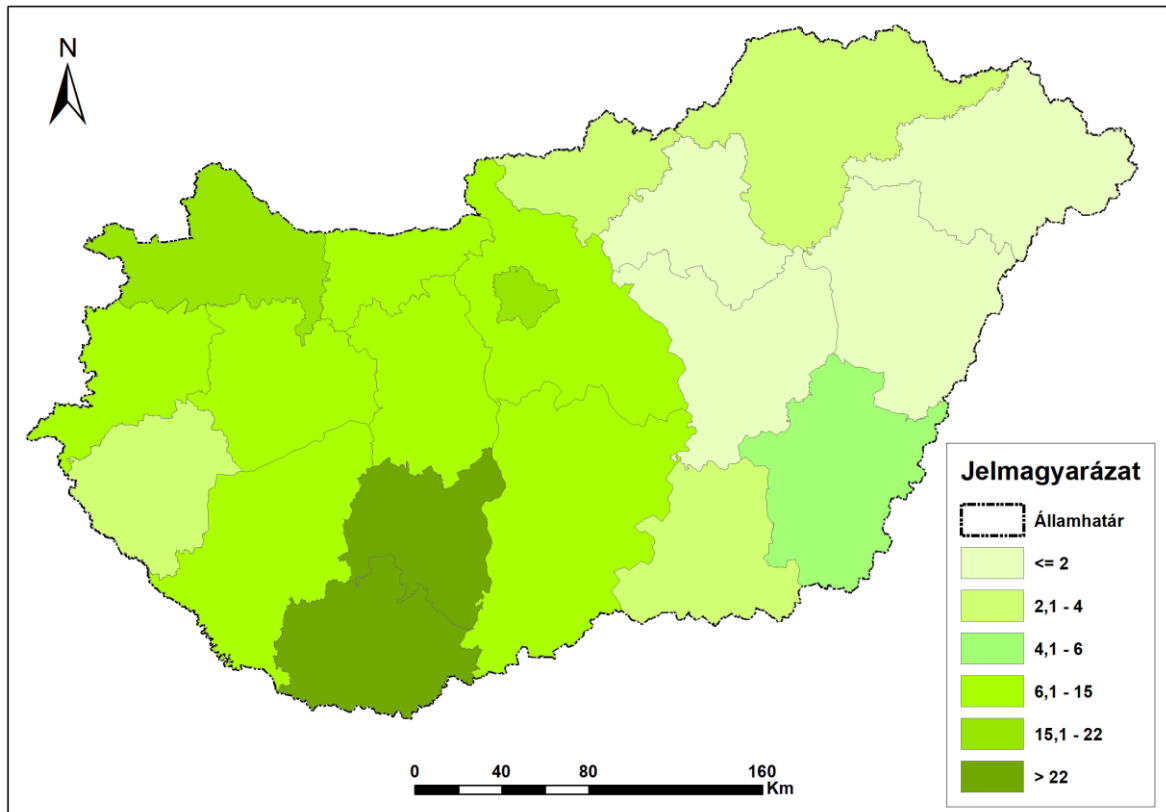 N
Jelmagyarázat
Államhatár
<= 2
2,1 - 4
4,1 - 6
6,1 - 15
15,1 - 22
> 22
0 40 80 160
Km